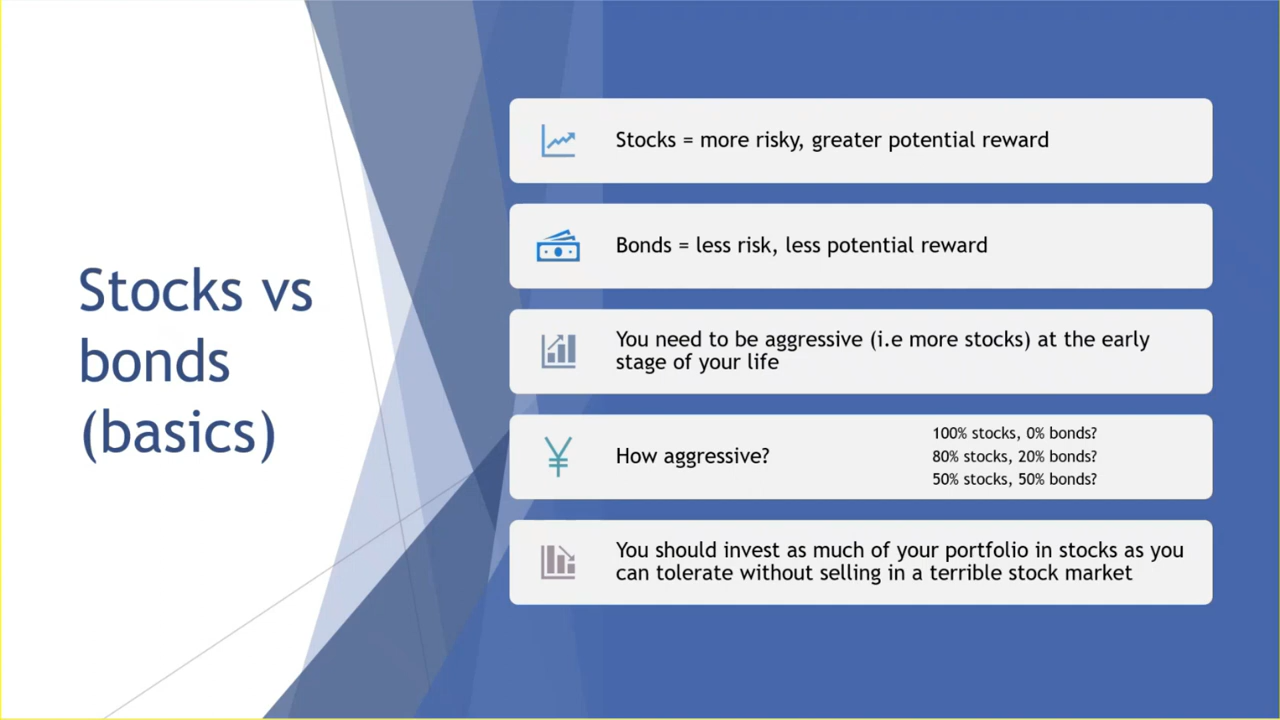 Stocks vs
bonds
(basics)
Stocks = more risky, greater potential reward
Bonds = less risk, less potential reward
You need to be aggressive (i.e more stocks) at the early
stage of your life
How aggressive?
100% stocks, 0% bonds?
80% stocks, 20% bonds?
50% stocks, 50% bonds?
You should invest as much of your portfolio in stocks as you
can tolerate without selling in a terrible stock market